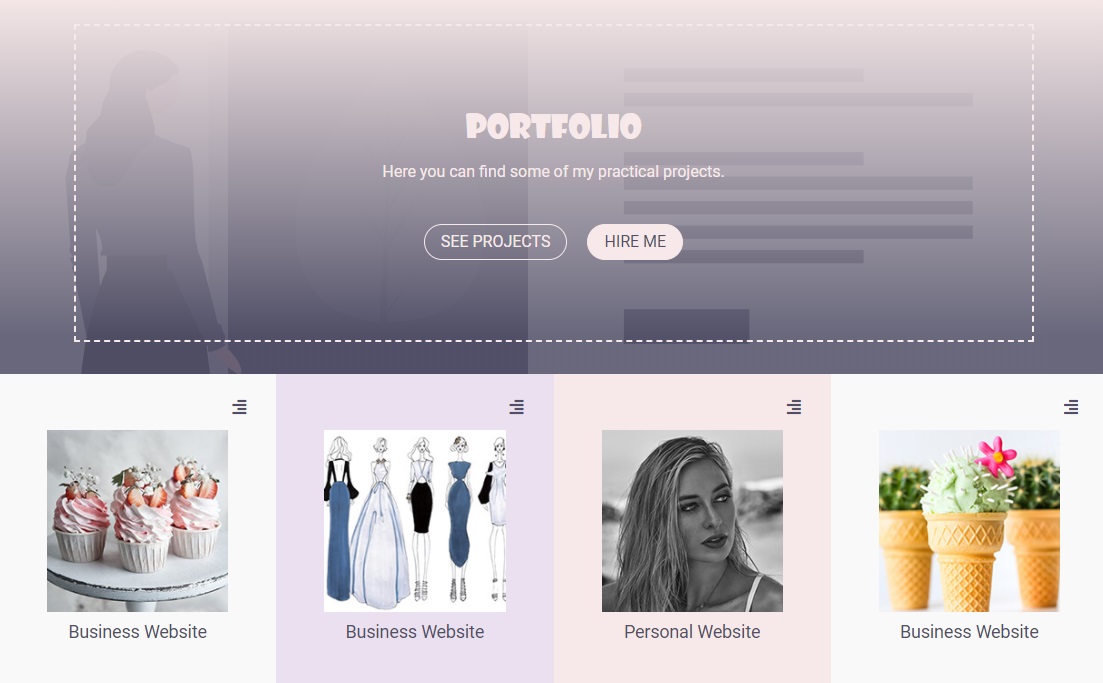 PORTFOLIO
Here you can find some of my practical projects.
SEE PROJECTS HIRE ME
Business Website
Business Website
Personal Website
Business Website